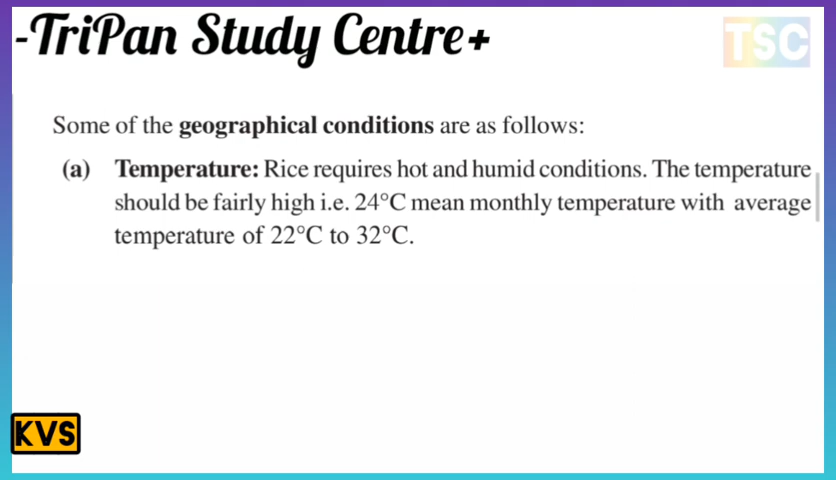 -TriPan Study Centre+
TSC
Some of the geographical conditions are as follows:
(a) Temperature: Rice requires hot and humid conditions. The temperature
should be fairly high i.e. 24°C mean monthly temperature with average
temperature of 22°C to 32°C.
KVS